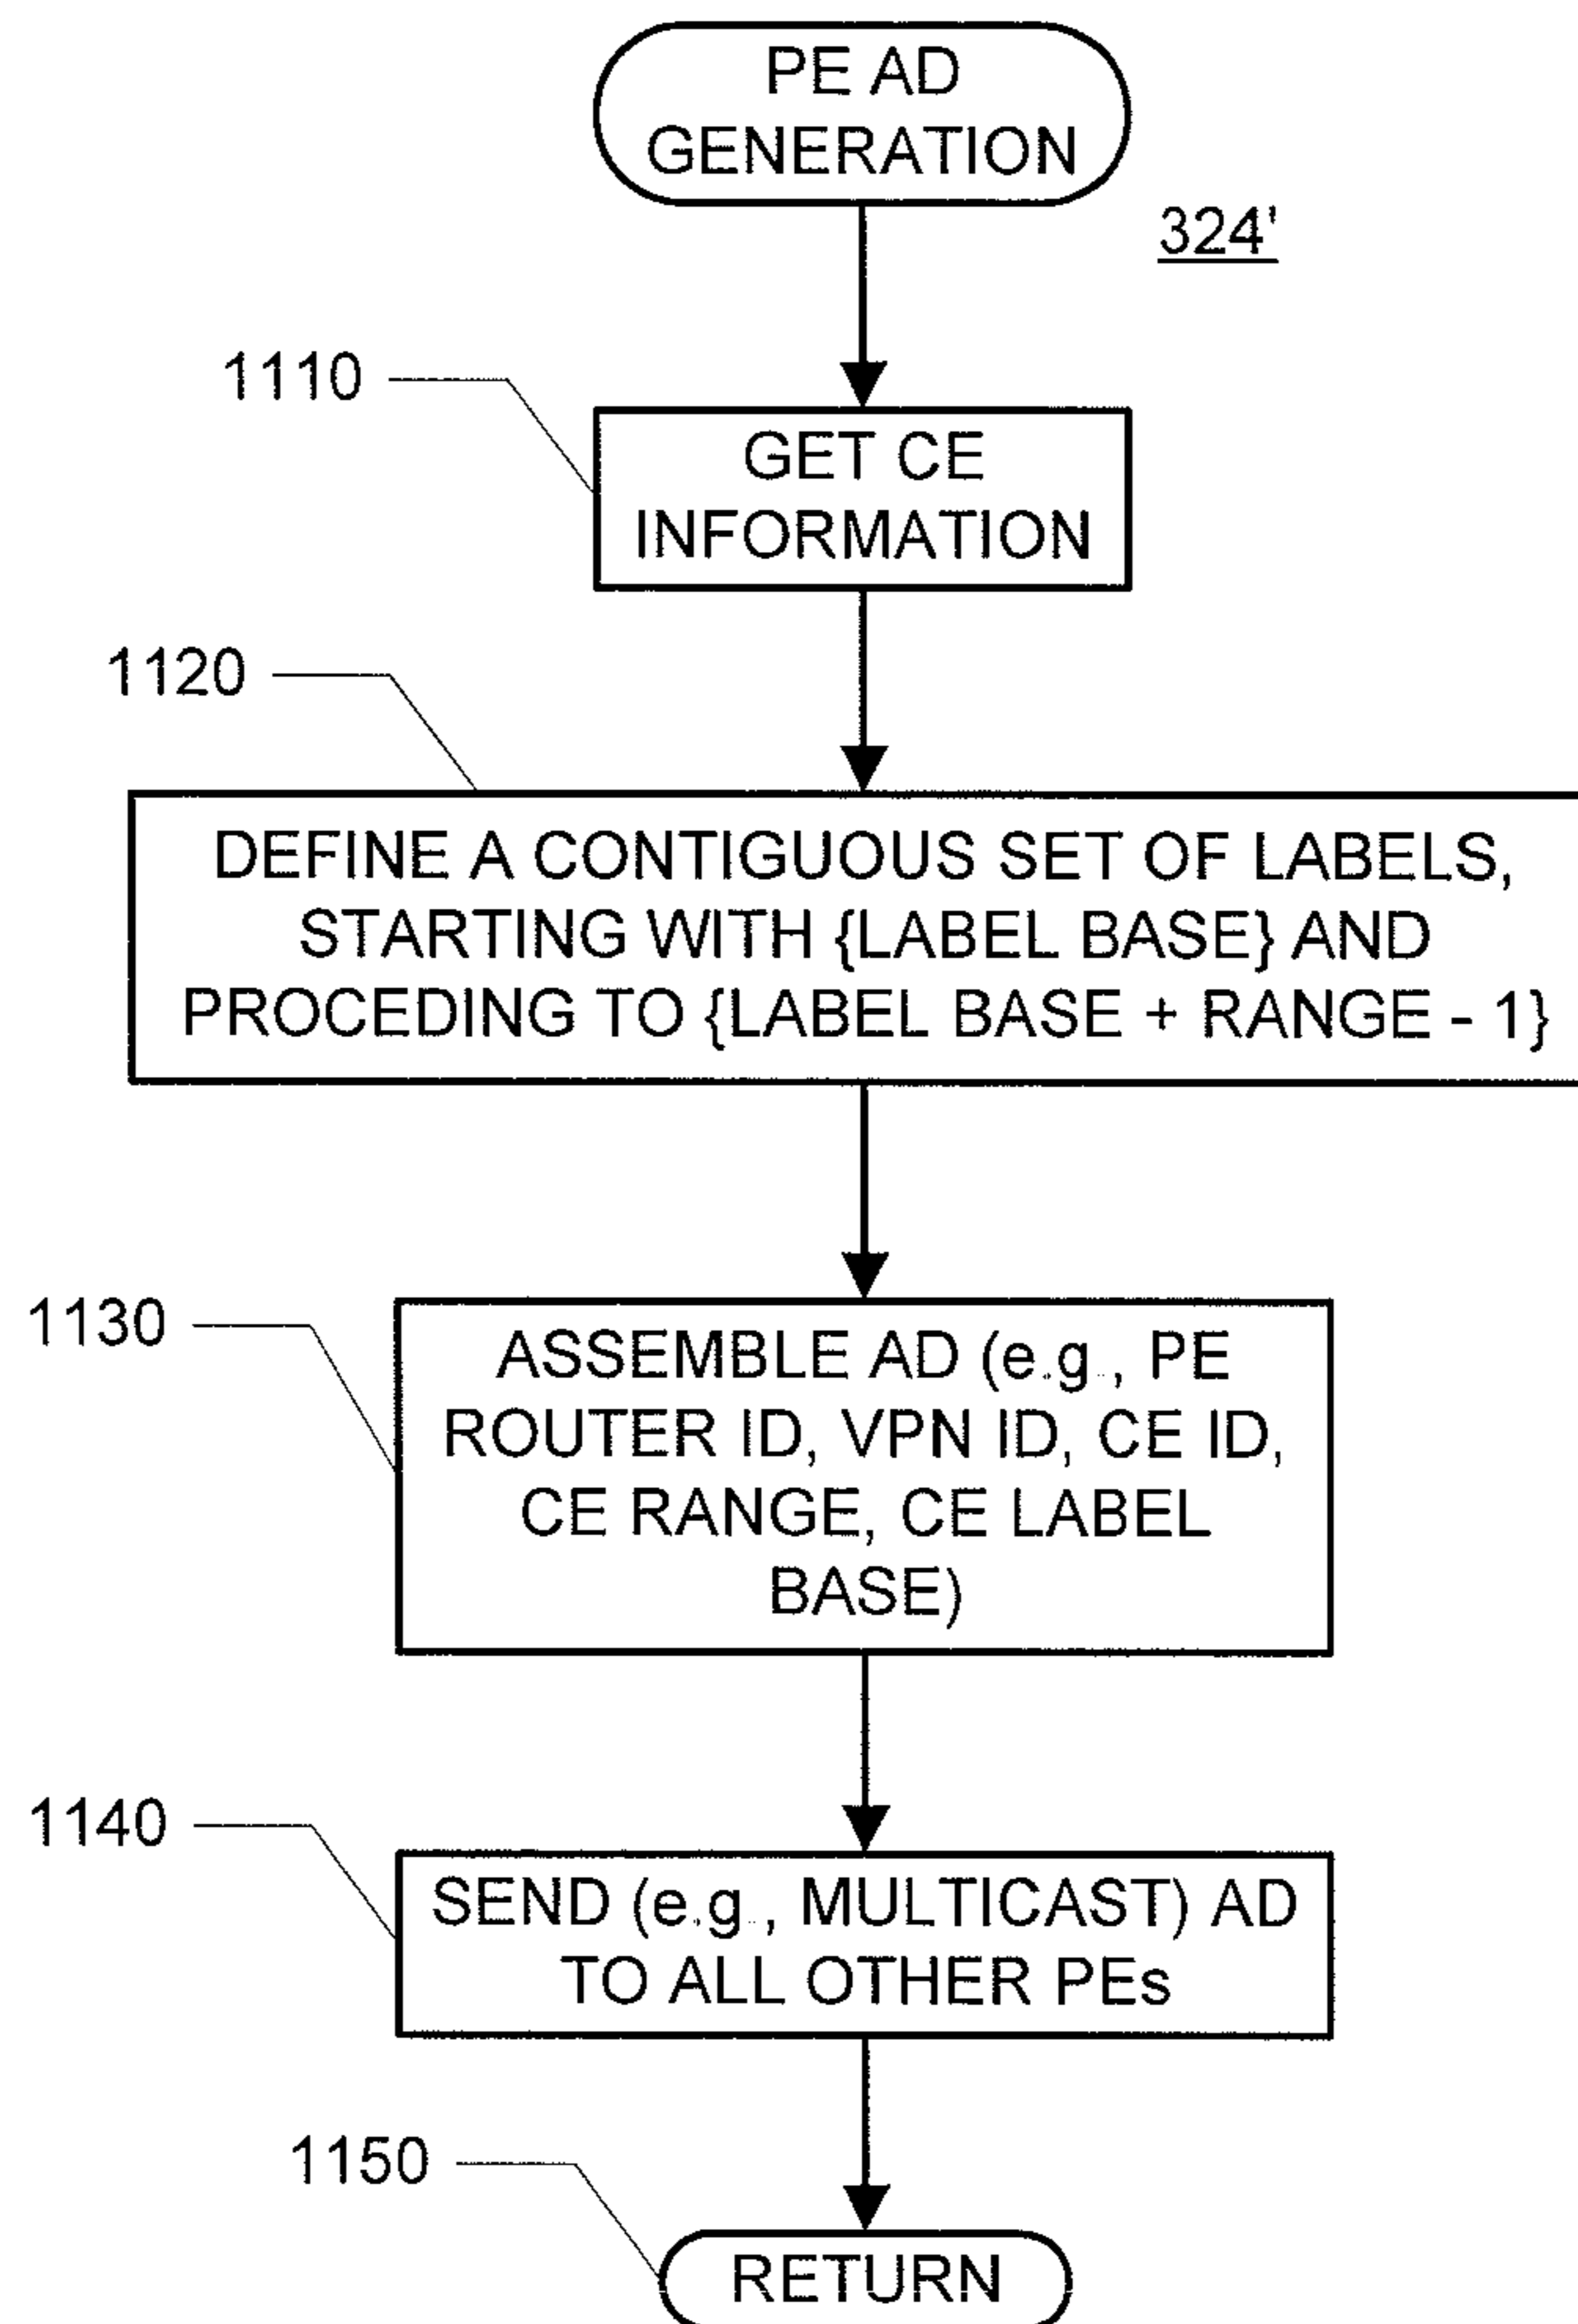 PE AD
GENERATION
324'
1110
GET CE
INFORMATION
1120
DEFINE A CONTIGUOUS SET OF LABELS,
STARTING WITH {LABEL BASE} AND
PROCEDING TO {LABEL BASE + RANGE - 1}
1130
ASSEMBLE AD (e.g., PE
ROUTER ID, VPN ID, CE ID,
CE RANGE, CE LABEL
BASE)
1140
SEND (e.g., MULTICAST) AD
TO ALL OTHER PEs
1150
RETURN